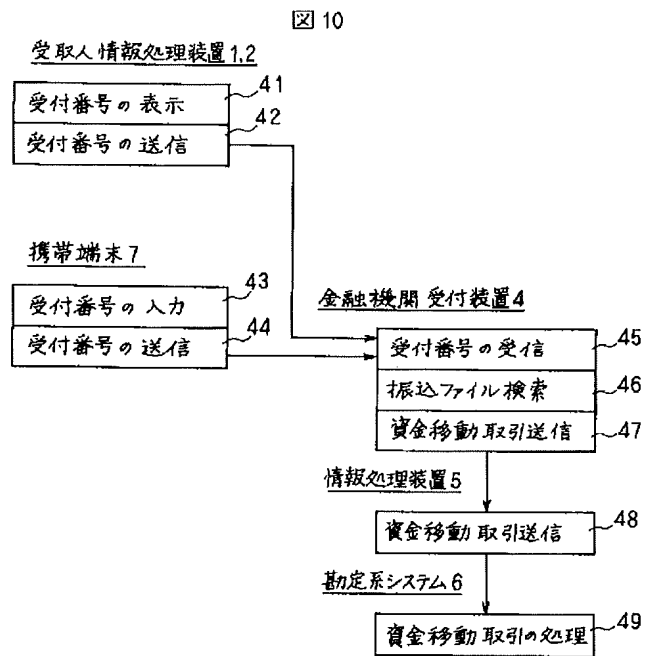 図10
受取人情報処理装置1,2
受付番号の表示
41
受付番号の送信
42
携帯端末7
受付番号の入力
43
受付番号の送信
44
金融機関受付装置4
受付番号の受信
45
振込ファイル検索
46
資金移動取引送信
47
情報処理装置5
資金移動取引送信
48
勘定系システム6
資金移動取引の処理
49